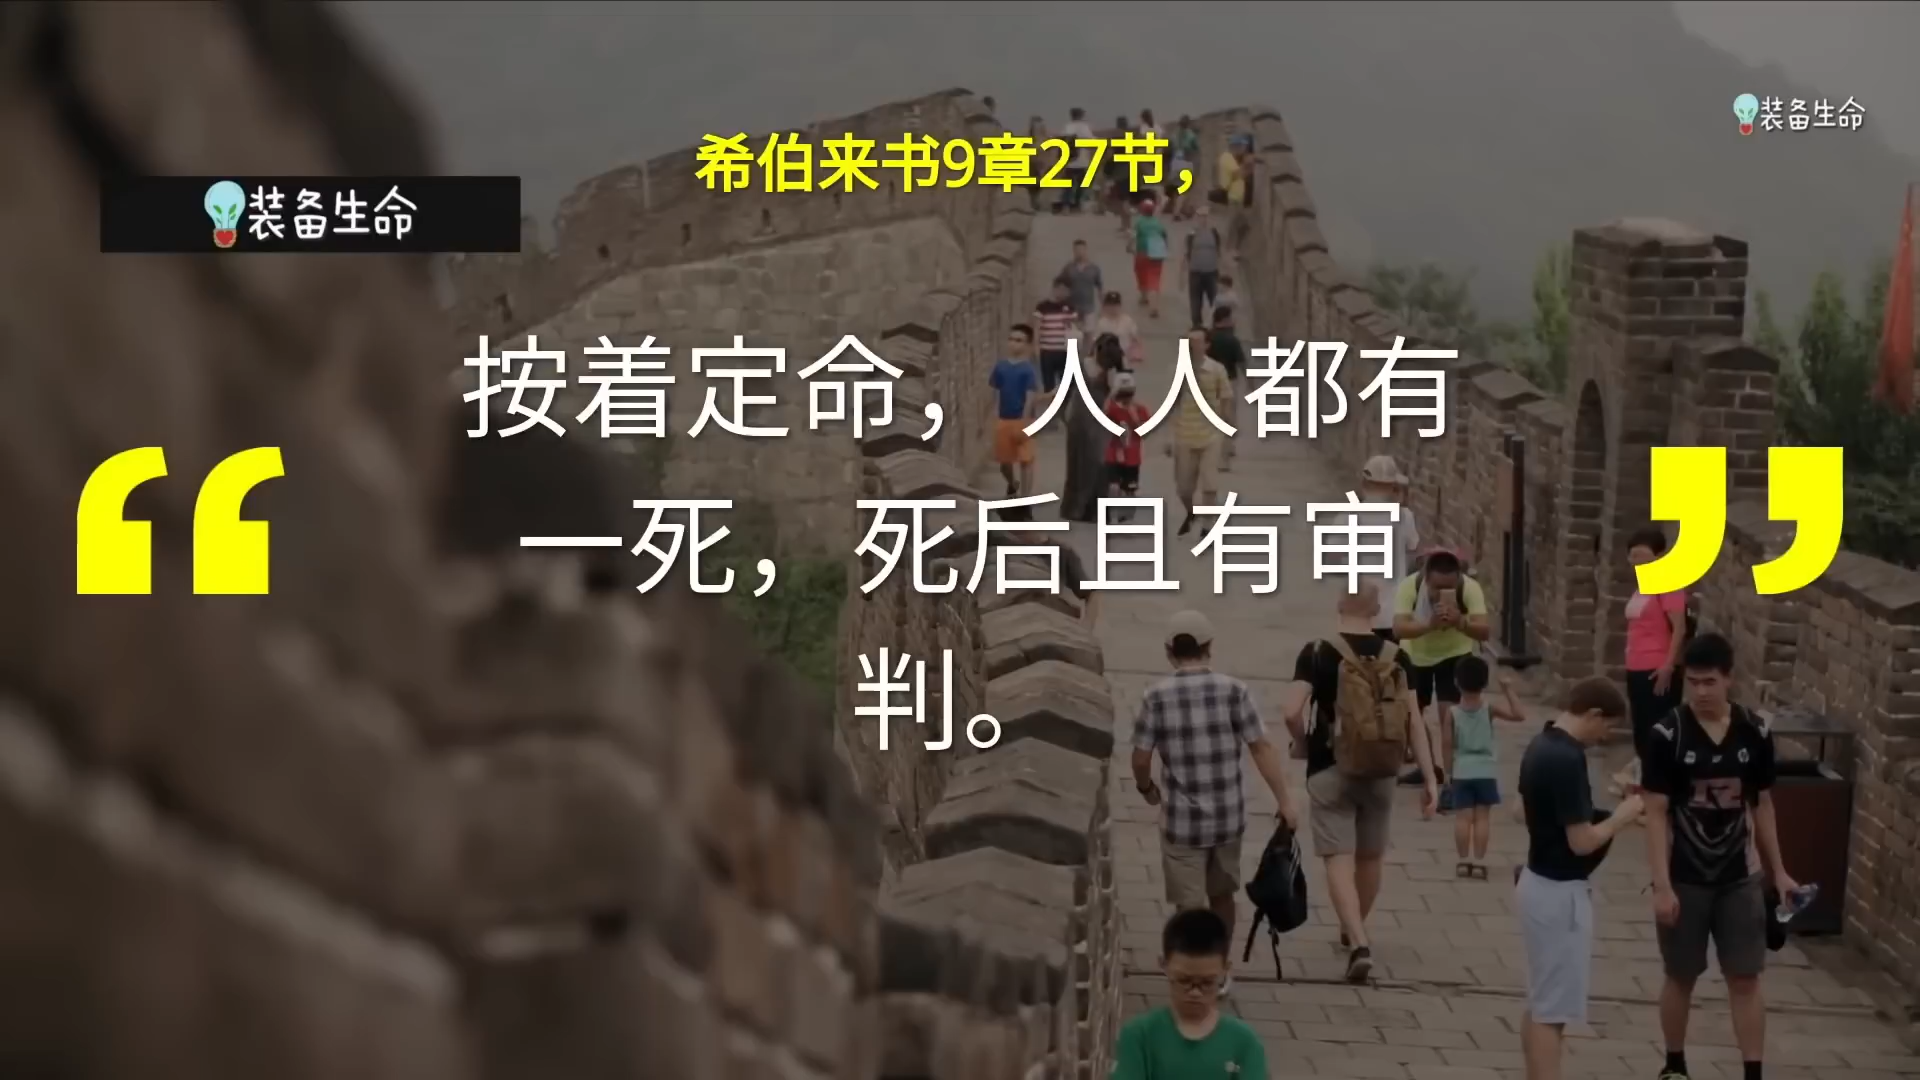 装备生命
希伯来书9章27节，
装备生命
按着定命，人人都有
一死，死后且有审
判。